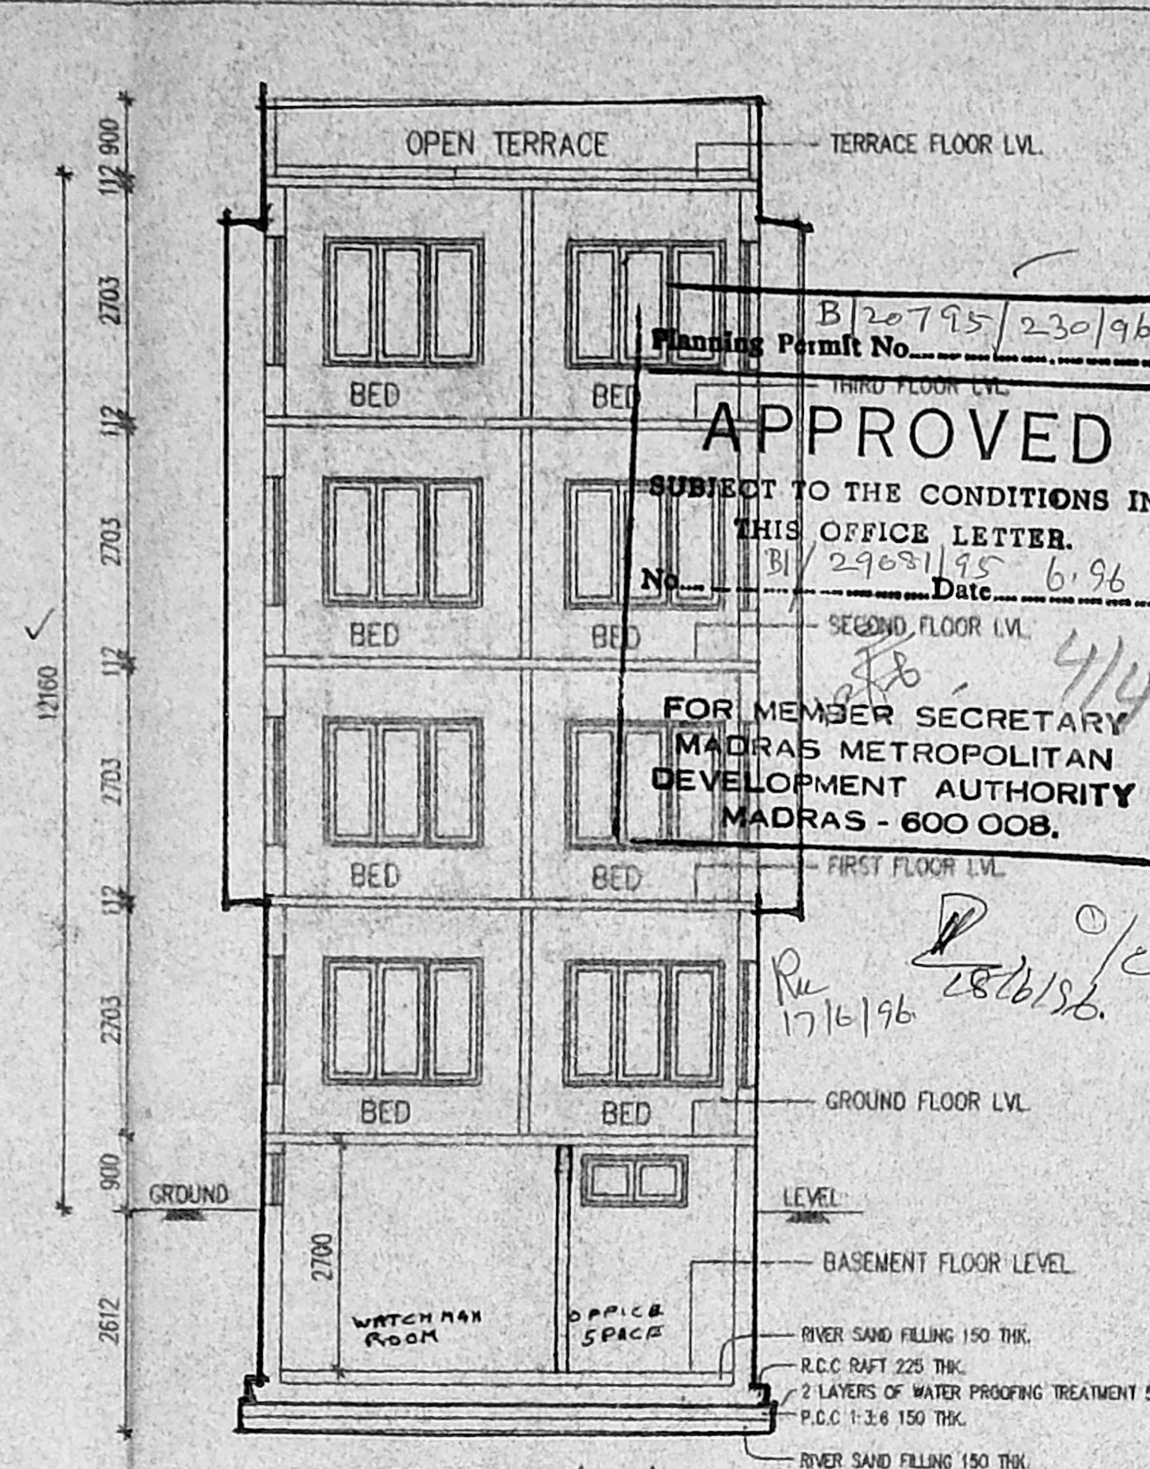 900
OPEN TERRACE
TERRACE FLOOR LVL.
112
2703
B/20795/230/96
Planning Permit No.
BED
BED
THIRD FLOOR LVL.
112
APPROVED
SUBJECT TO THE CONDITIONS IN
THIS OFFICE LETTER.
2703
B1/29081/95 6.96
No. Date
BED
BED
SECOND FLOOR LVL
112
4/4
12160
FOR MEMBER SECRETARY
MADRAS METROPOLITAN
DEVELOPMENT AUTHORITY
MADRAS - 600 008.
2703
BED
BED
FIRST FLOOR LVL
112
17/6/96.
28/6/96.
2703
BED
BED
GROUND FLOOR LVL
900
GROUND
LEVEL
2700
BASEMENT FLOOR LEVEL
2612
WATCHMAN
ROOM
OFFICE
SPACE
RIVER SAND FILLING 150 THK.
R.C.C RAFT 225 THK.
2 LAYERS OF WATER PROOFING TREATMENT
P.C.C 1:3:6 150 THK.
RIVER SAND FILLING 150 THK.